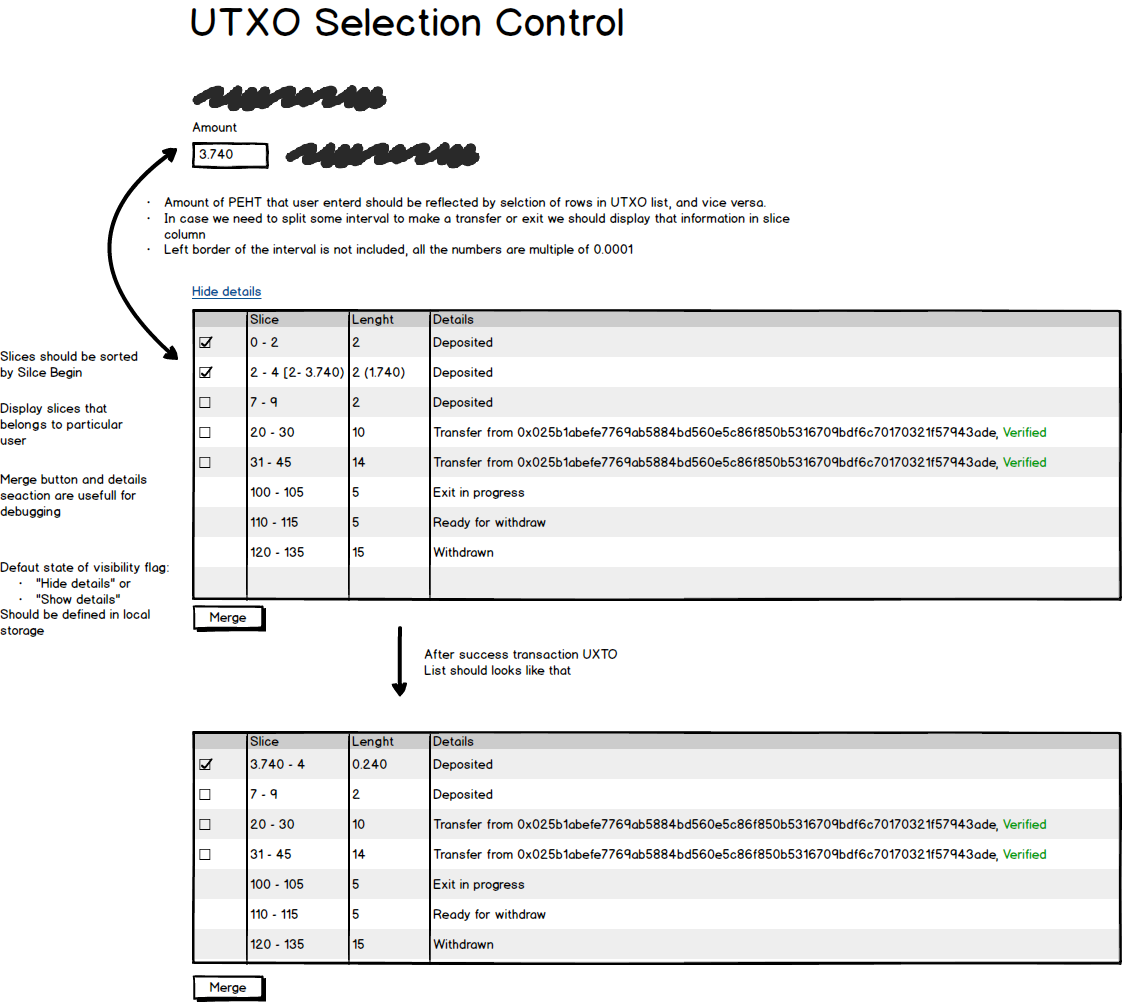 UTXO Selection Control
Amount
3.740
· Amount of PEHT that user enterd should be reflected by selction of rows in UTXO list, and vice versa.
· In case we need to split some interval to make a transfer or exit we should display that information in slice
column
· Left border of the interval is not included, all the numbers are multiple of 0.0001
Hide details
Slices should be sorted
by Silce Begin
Display slices that
belongs to particular
user
Merge button and details
seaction are usefull for
debugging
Defaut state of visibility flag:
· "Hide details" or
· "Show details"
Should be defined in local
storage
Slice Lenght Details
0 - 2 2 Deposited
2 - 4 [2- 3.740) 2 (1.740) Deposited
7 - 9 2 Deposited
20 - 30 10 Transfer from 0x025b1abefe7769ab5884bd560e5c86f850b5316709bdf6c70170321f57943ade, Verified
31 - 45 14 Transfer from 0x025b1abefe7769ab5884bd560e5c86f850b5316709bdf6c70170321f57943ade, Verified
100 - 105 5 Exit in progress
110 - 115 5 Ready for withdraw
120 - 135 15 Withdrawn
Merge
After success transaction UXTO
List should looks like that
Slice Lenght Details
3.740 - 4 0.240 Deposited
7 - 9 2 Deposited
20 - 30 10 Transfer from 0x025b1abefe7769ab5884bd560e5c86f850b5316709bdf6c70170321f57943ade, Verified
31 - 45 14 Transfer from 0x025b1abefe7769ab5884bd560e5c86f850b5316709bdf6c70170321f57943ade, Verified
100 - 105 5 Exit in progress
110 - 115 5 Ready for withdraw
120 - 135 15 Withdrawn
Merge